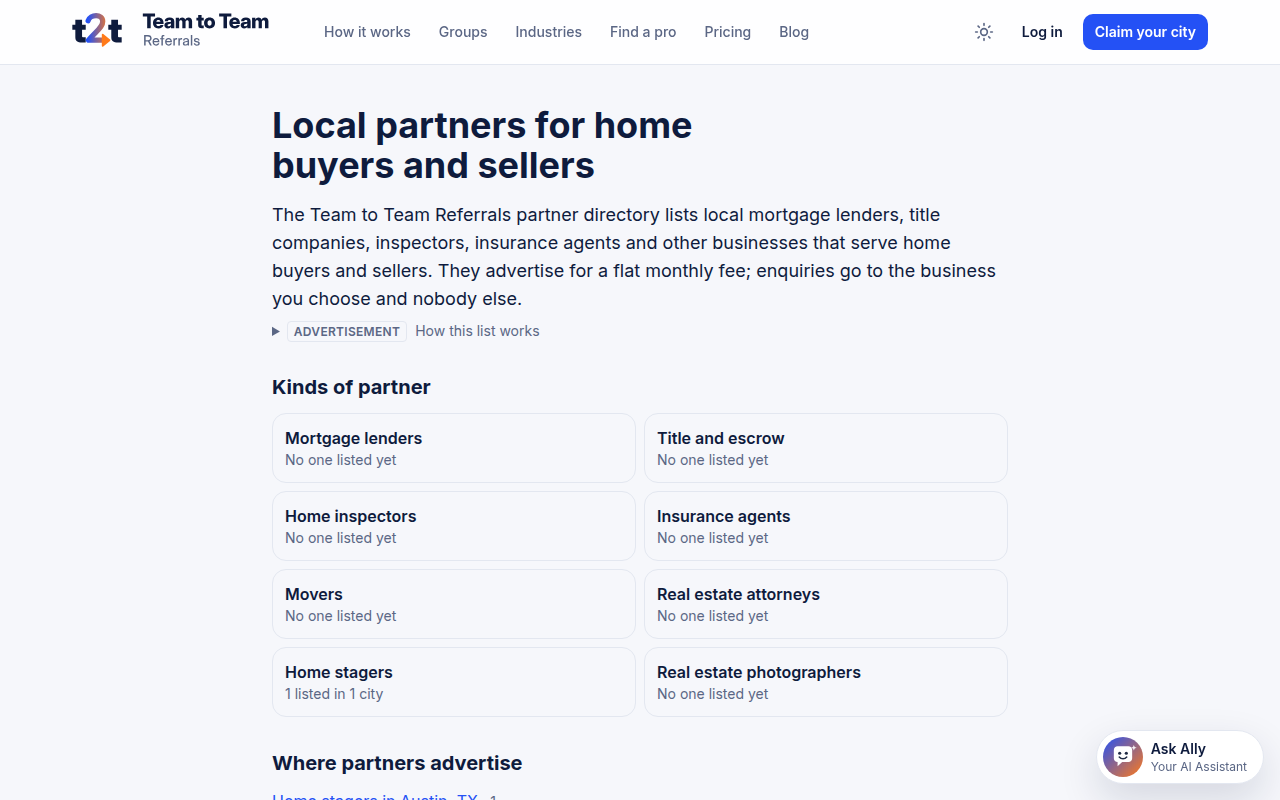 t2t
Team to Team
Referrals
How it works
Groups
Industries
Find a pro
Pricing
Blog
Log in
Claim your city
Local partners for home
buyers and sellers
The Team to Team Referrals partner directory lists local mortgage lenders, title
companies, inspectors, insurance agents and other businesses that serve home
buyers and sellers. They advertise for a flat monthly fee; enquiries go to the business
you choose and nobody else.
ADVERTISEMENT How this list works
Kinds of partner
Mortgage lenders
No one listed yet
Title and escrow
No one listed yet
Home inspectors
No one listed yet
Insurance agents
No one listed yet
Movers
No one listed yet
Real estate attorneys
No one listed yet
Home stagers
1 listed in 1 city
Real estate photographers
No one listed yet
Where partners advertise
Home stagers in Austin, TX 1
Ask Ally
Your AI Assistant